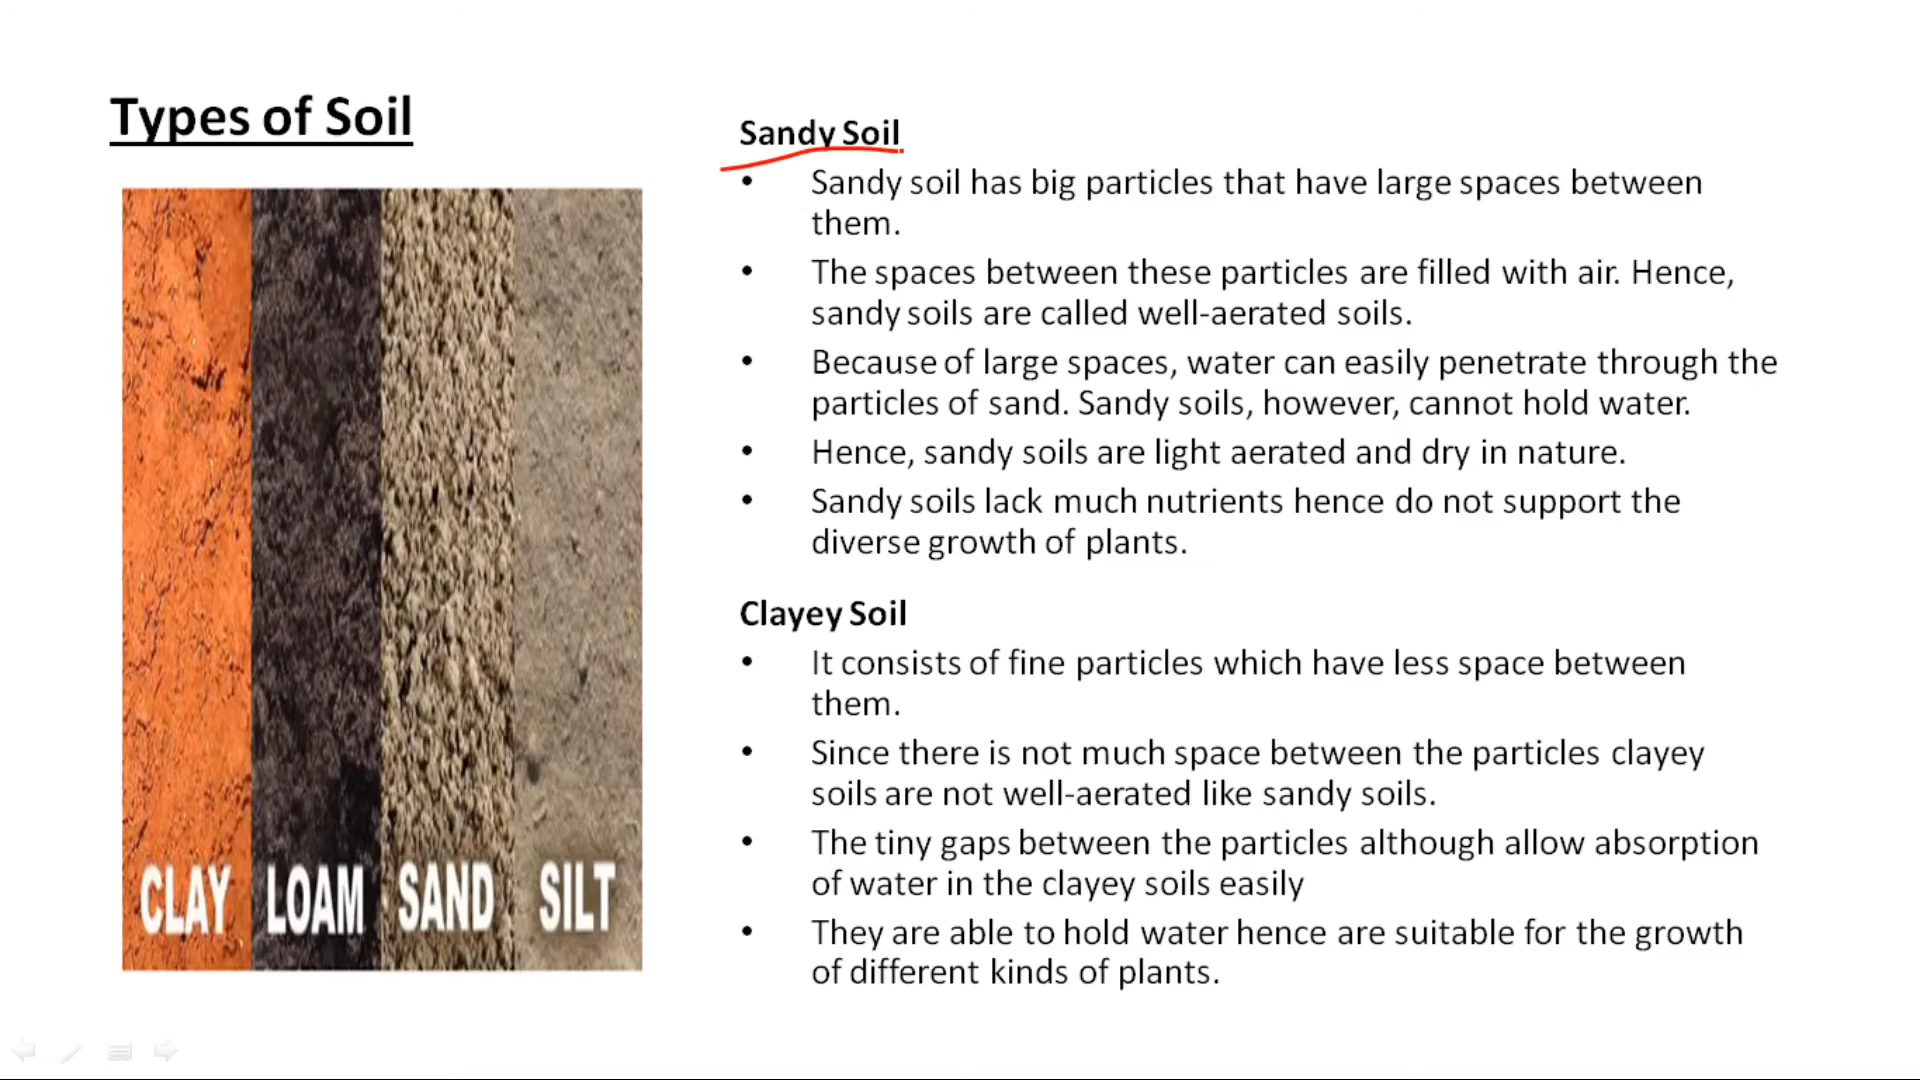 Types of Soil
CLAY LOAM SAND SILT
Sandy Soil
• Sandy soil has big particles that have large spaces between
them.
• The spaces between these particles are filled with air. Hence,
sandy soils are called well-aerated soils.
• Because of large spaces, water can easily penetrate through the
particles of sand. Sandy soils, however, cannot hold water.
• Hence, sandy soils are light aerated and dry in nature.
• Sandy soils lack much nutrients hence do not support the
diverse growth of plants.
Clayey Soil
• It consists of fine particles which have less space between
them.
• Since there is not much space between the particles clayey
soils are not well-aerated like sandy soils.
• The tiny gaps between the particles although allow absorption
of water in the clayey soils easily
• They are able to hold water hence are suitable for the growth
of different kinds of plants.